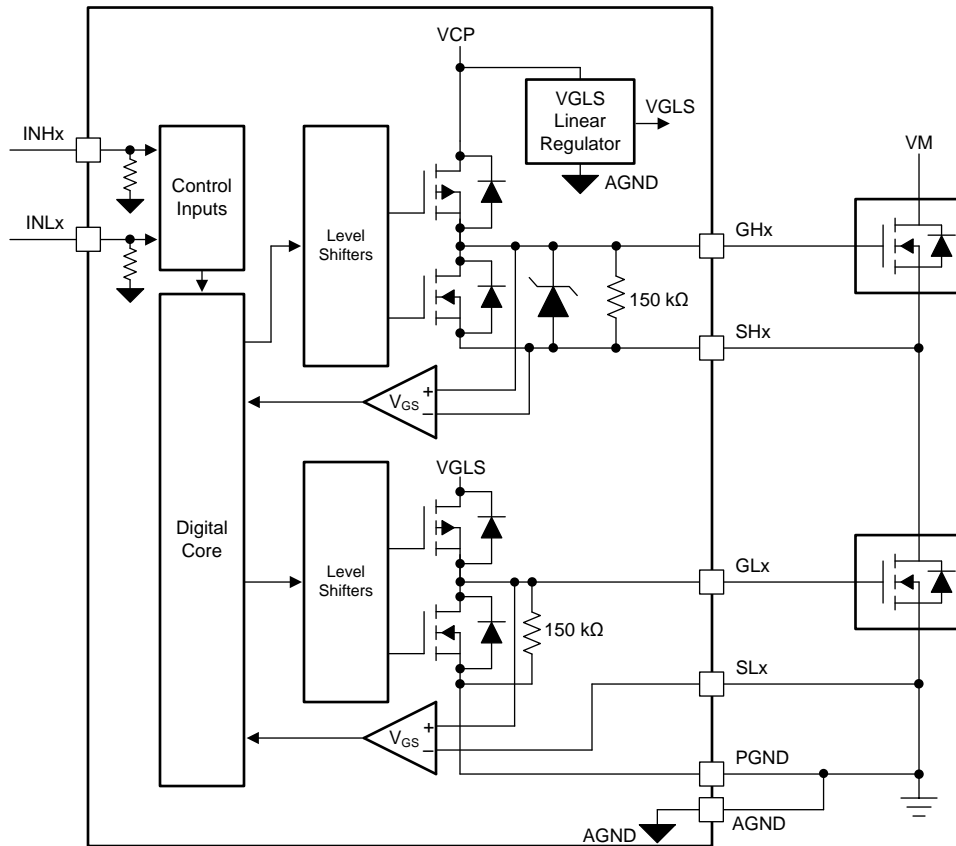 VCP
VGLS
Linear
Regulator
VGLS
AGND
INHx
INLx
Control
Inputs
Level
Shifters
VM
GHx
150 kΩ
SHx
VGS
+
−
Digital
Core
VGLS
Level
Shifters
GLx
150 kΩ
SLx
VGS
+
−
PGND
AGND
AGND